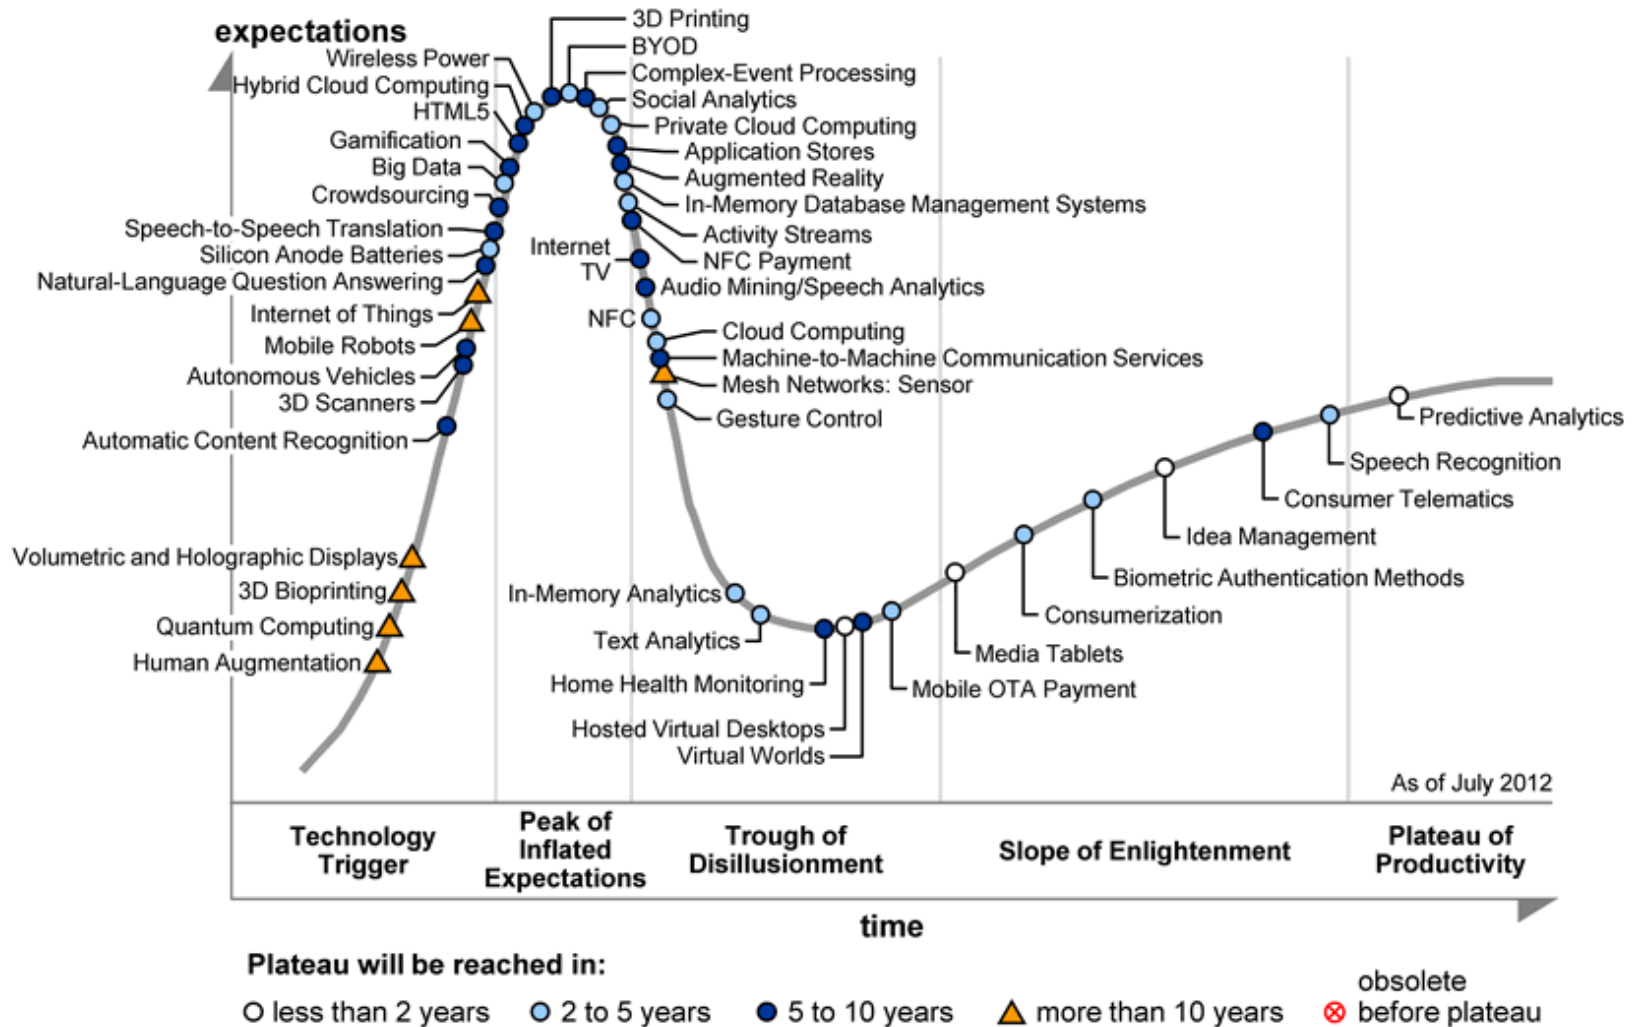 expectations
3D Printing
BYOD
Wireless Power
Complex-Event Processing
Hybrid Cloud Computing
Social Analytics
HTML5
Private Cloud Computing
Gamification
Application Stores
Big Data
Augmented Reality
Crowdsourcing
In-Memory Database Management Systems
Speech-to-Speech Translation
Activity Streams
Silicon Anode Batteries
Internet
TV
NFC Payment
Natural-Language Question Answering
Audio Mining/Speech Analytics
Internet of Things
NFC
Cloud Computing
Mobile Robots
Machine-to-Machine Communication Services
Autonomous Vehicles
Mesh Networks: Sensor
3D Scanners
Gesture Control
Predictive Analytics
Automatic Content Recognition
Speech Recognition
Consumer Telematics
Idea Management
Volumetric and Holographic Displays
Biometric Authentication Methods
3D Bioprinting
In-Memory Analytics
Consumerization
Quantum Computing
Text Analytics
Media Tablets
Human Augmentation
Home Health Monitoring
Mobile OTA Payment
Hosted Virtual Desktops
Virtual Worlds
As of July 2012
Technology
Trigger
Peak of
Inflated
Expectations
Trough of
Disillusionment
Slope of Enlightenment
Plateau of
Productivity
time
Plateau will be reached in:
less than 2 years
2 to 5 years
5 to 10 years
more than 10 years
obsolete
before plateau